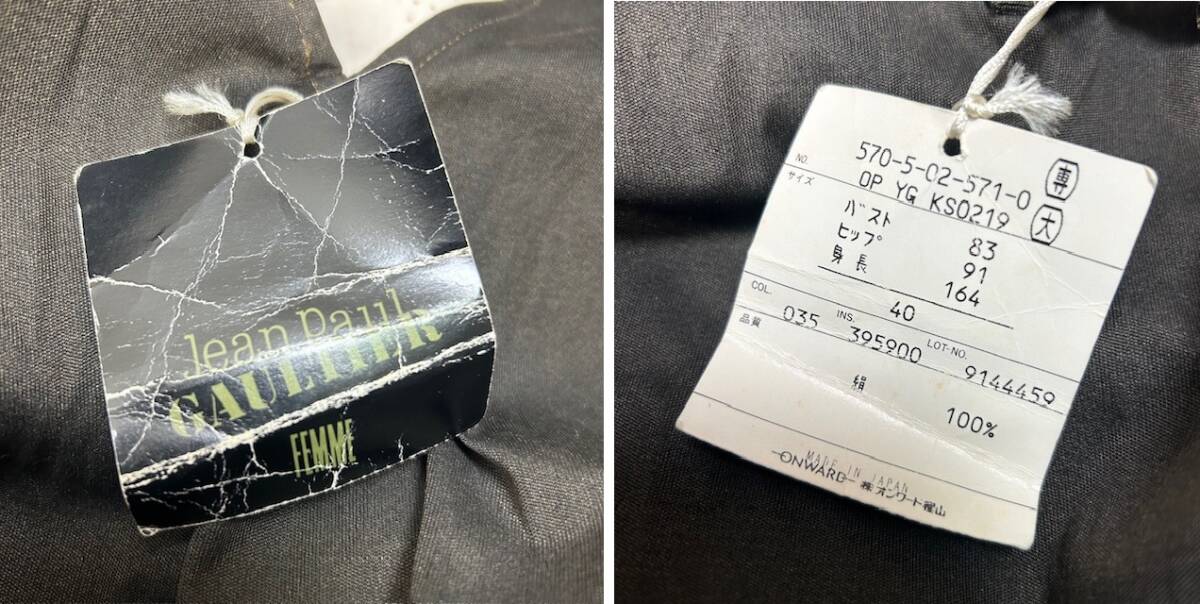 Jean Paul
GAULTIER
FEMME
NO. 570-5-02-571-0 専
サイズ OP YG KS0219 大
バスト 83
ヒップ 91
身長 164
40
COL. 035 INS. 395900 LOT-NO. 9144459
品質
絹 100%
MADE IN JAPAN
ONWARD 株オンワード樫山